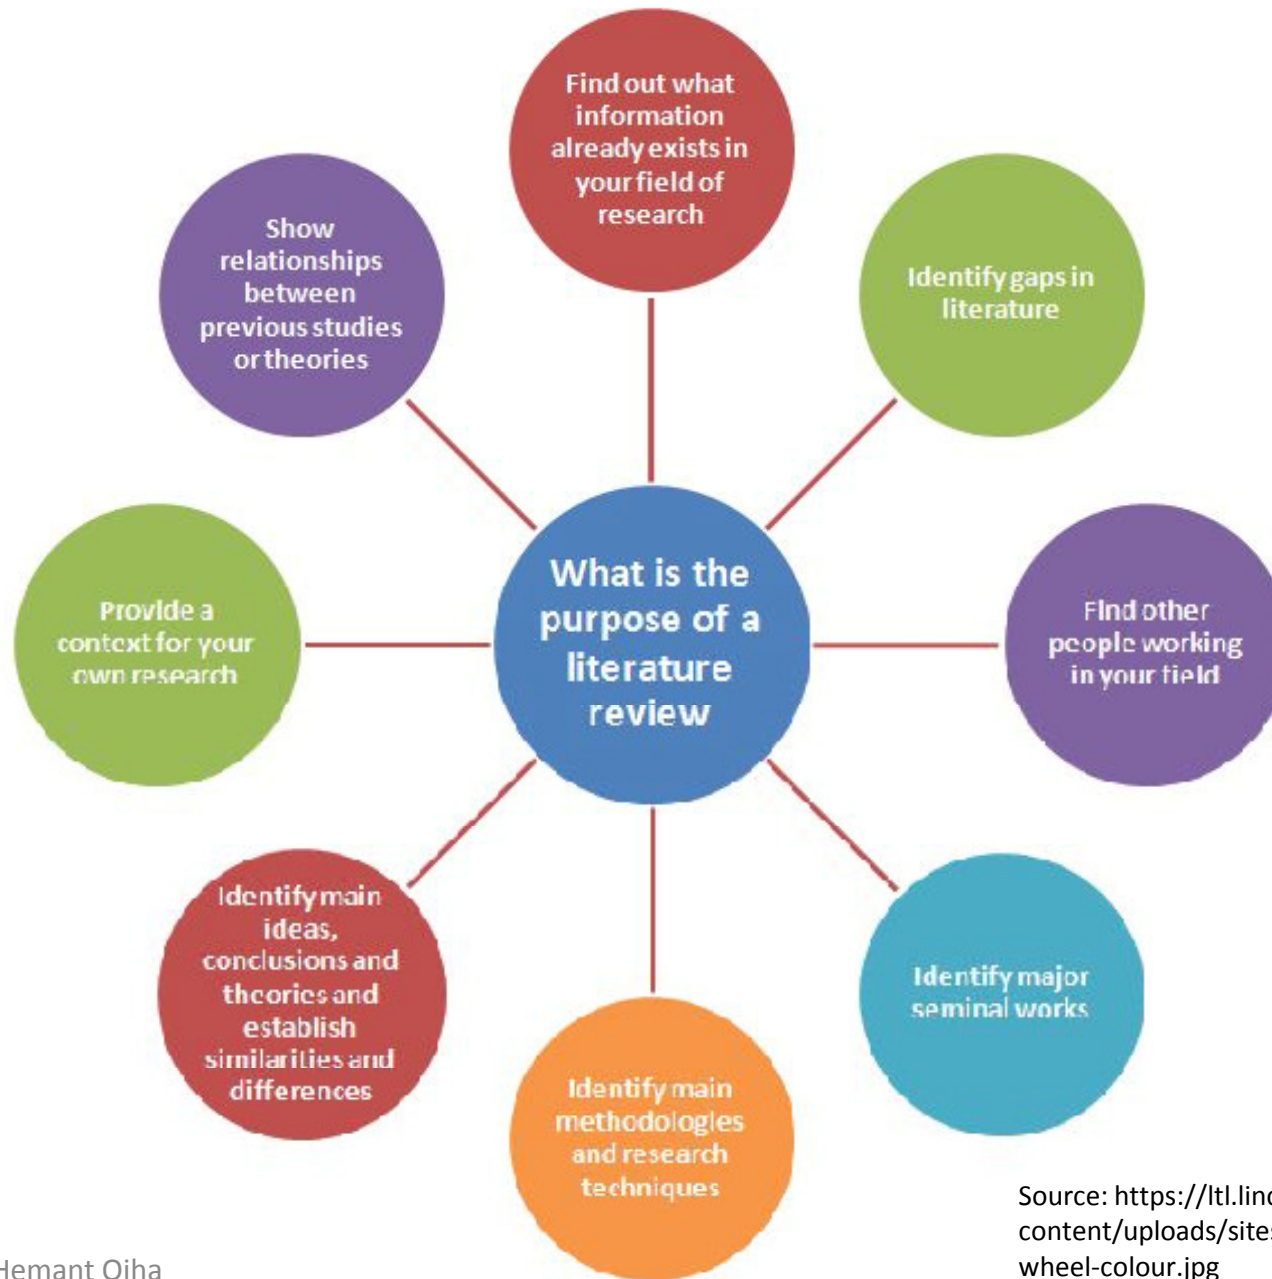 Find out what
information
already exists in
your field of
research
Identify gaps in
literature
Find other
people working
in your field
Identify major
seminal works
Identify main
methodologies
and research
techniques
Identify main
ideas,
conclusions and
theories and
establish
similarities and
differences
Provide a
context for your
own research
Show
relationships
between
previous studies
or theories
What is the
purpose of a
literature
review
Source: https://ltl.linc
content/uploads/sites
wheel-colour.jpg
Hemant Ojha